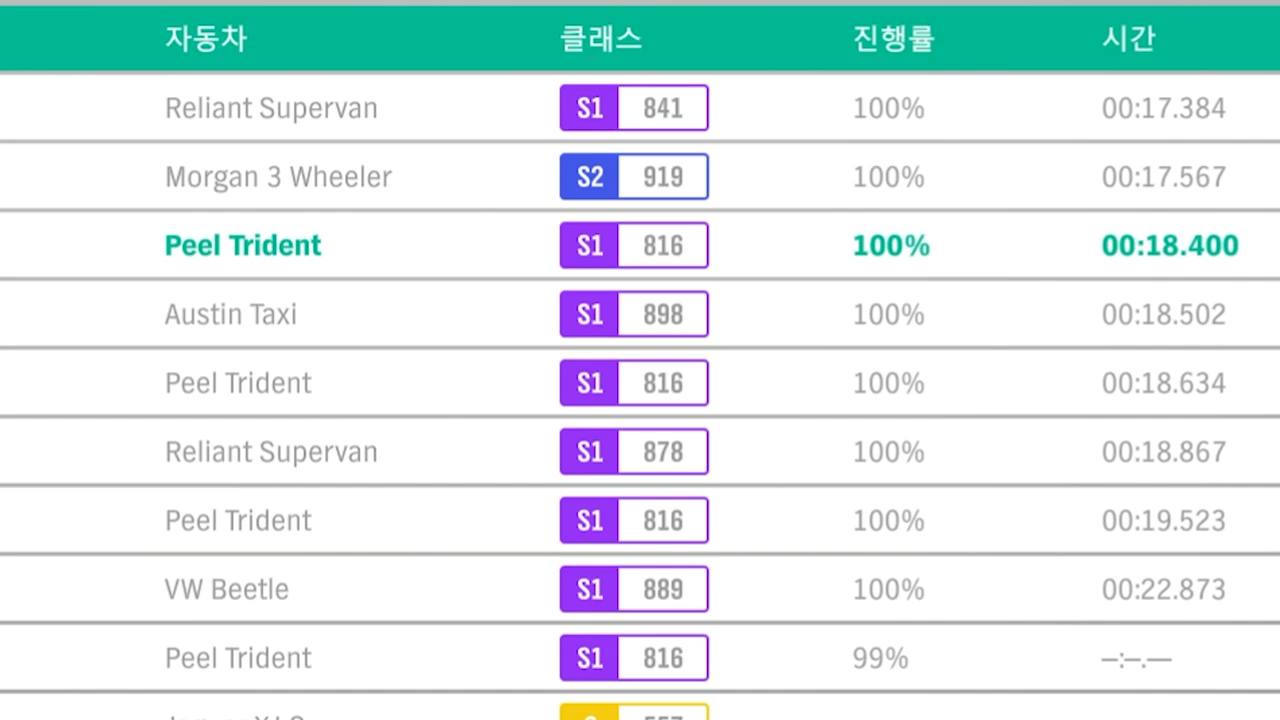 자동차 클래스 진행률 시간
Reliant Supervan S1 841 100% 00:17.384
Morgan 3 Wheeler S2 919 100% 00:17.567
Peel Trident S1 816 100% 00:18.400
Austin Taxi S1 898 100% 00:18.502
Peel Trident S1 816 100% 00:18.634
Reliant Supervan S1 878 100% 00:18.867
Peel Trident S1 816 100% 00:19.523
VW Beetle S1 889 100% 00:22.873
Peel Trident S1 816 99% –:–.—